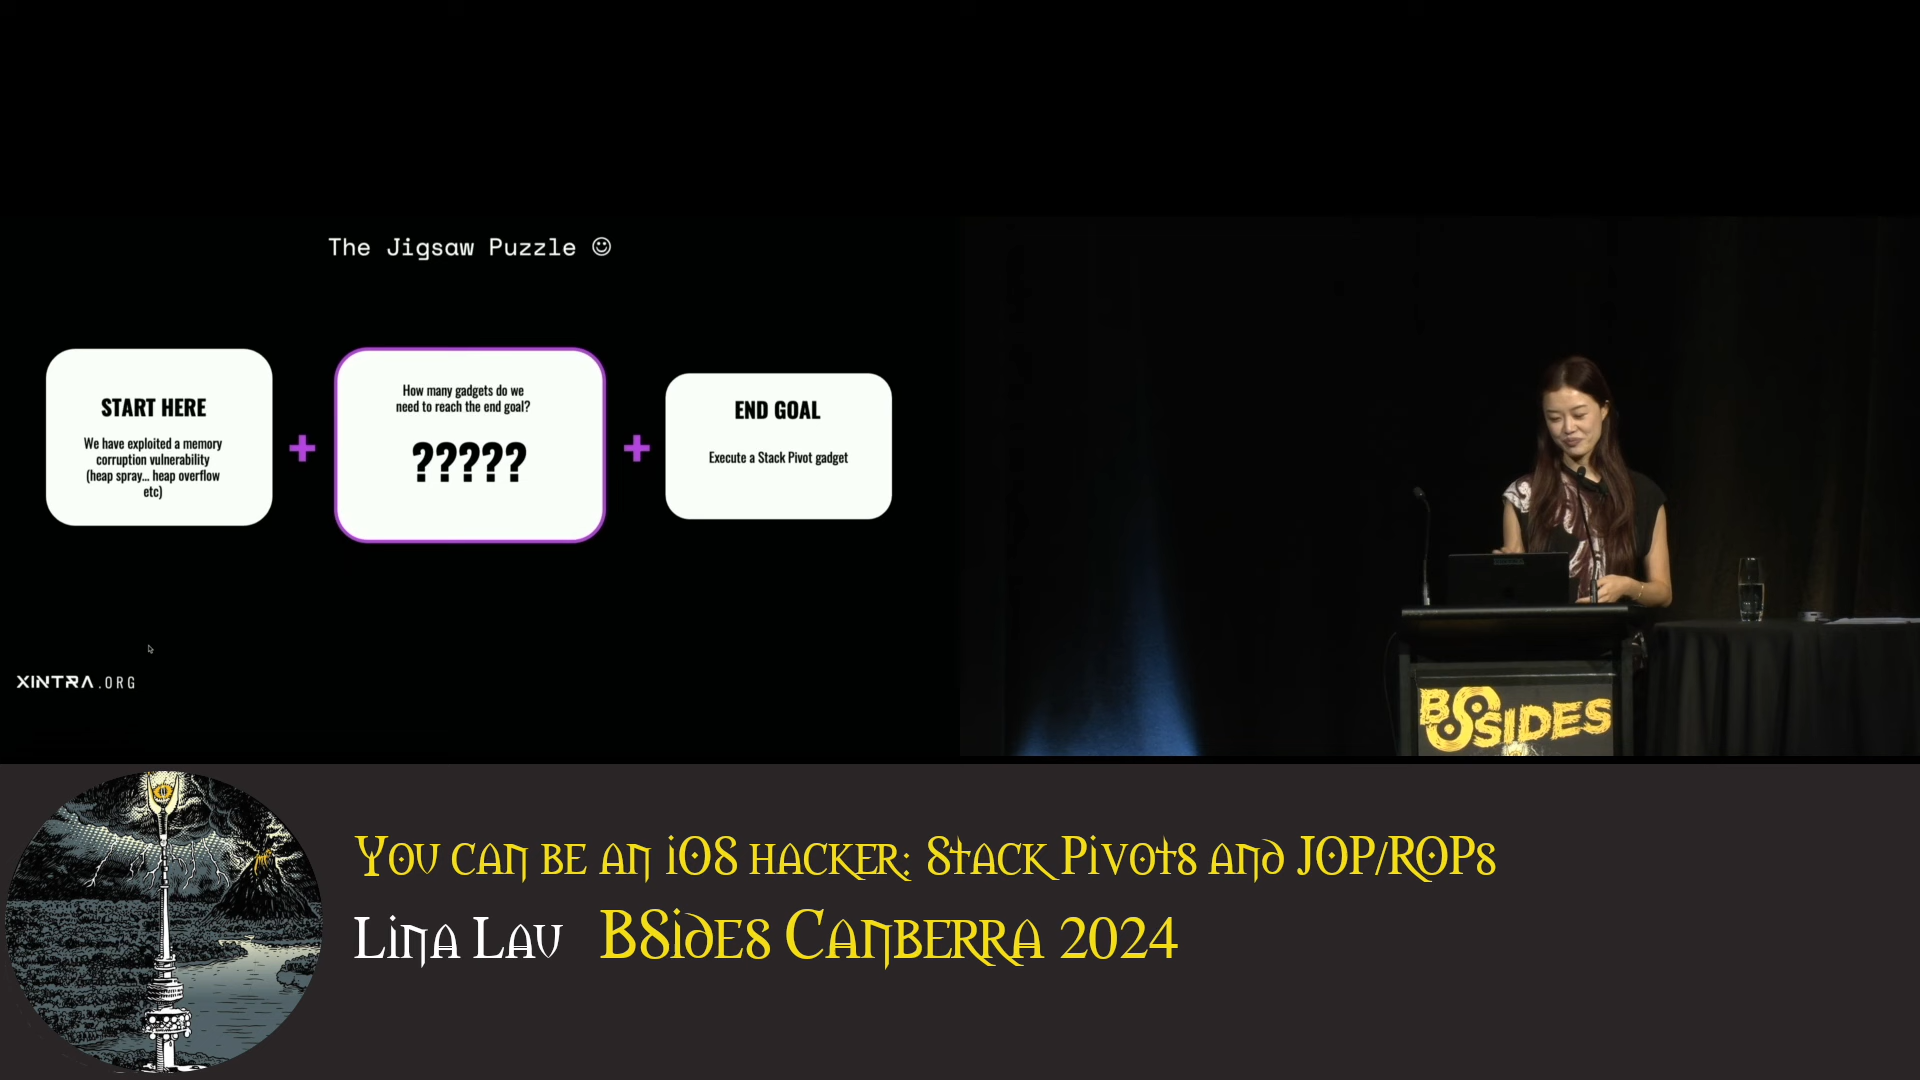 The Jigsaw Puzzle ☺
START HERE
We have exploited a memory
corruption vulnerability
(heap spray... heap overflow
etc)
+
How many gadgets do we
need to reach the end goal?
?????
+
END GOAL
Execute a Stack Pivot gadget
XINTRA.ORG
BSIDES
You can be an iOS hacker: Stack Pivots and JOP/ROPs
Lina Lau BSides Canberra 2024